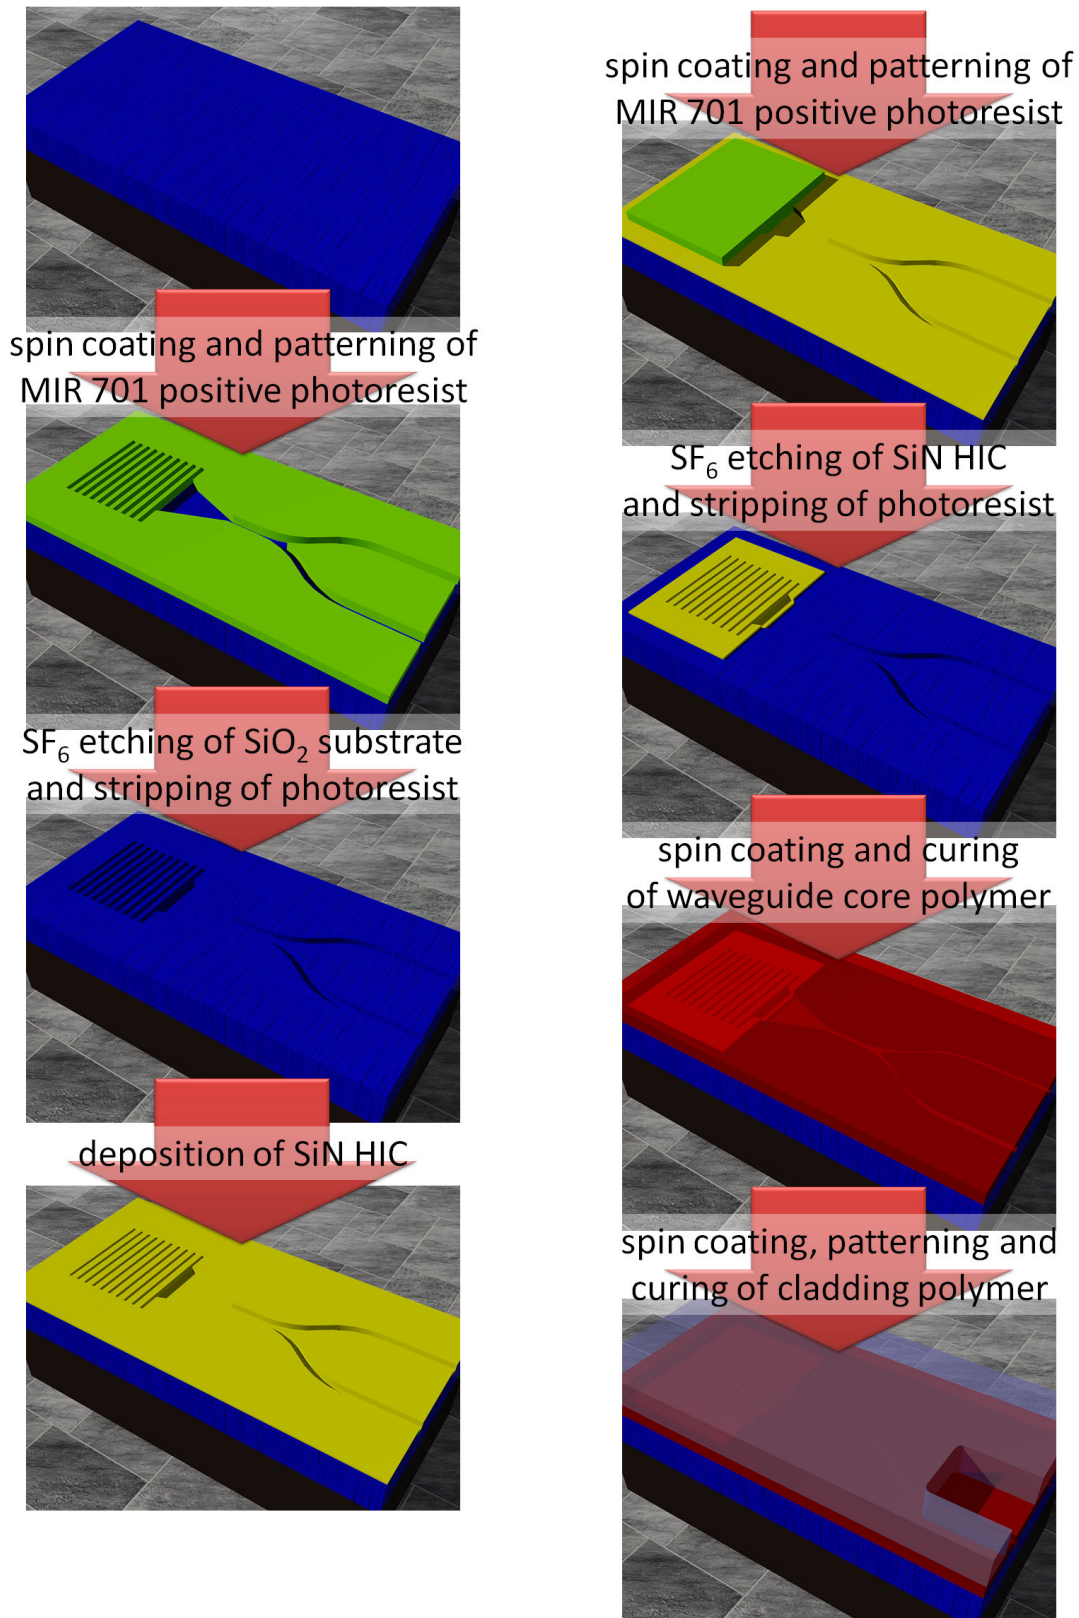 spin coating and patterning of
MIR 701 positive photoresist
SF₆ etching of SiO₂ substrate
and stripping of photoresist
deposition of SiN HIC
spin coating and patterning of
MIR 701 positive photoresist
SF₆ etching of SiN HIC
and stripping of photoresist
spin coating and curing
of waveguide core polymer
spin coating, patterning and
curing of cladding polymer